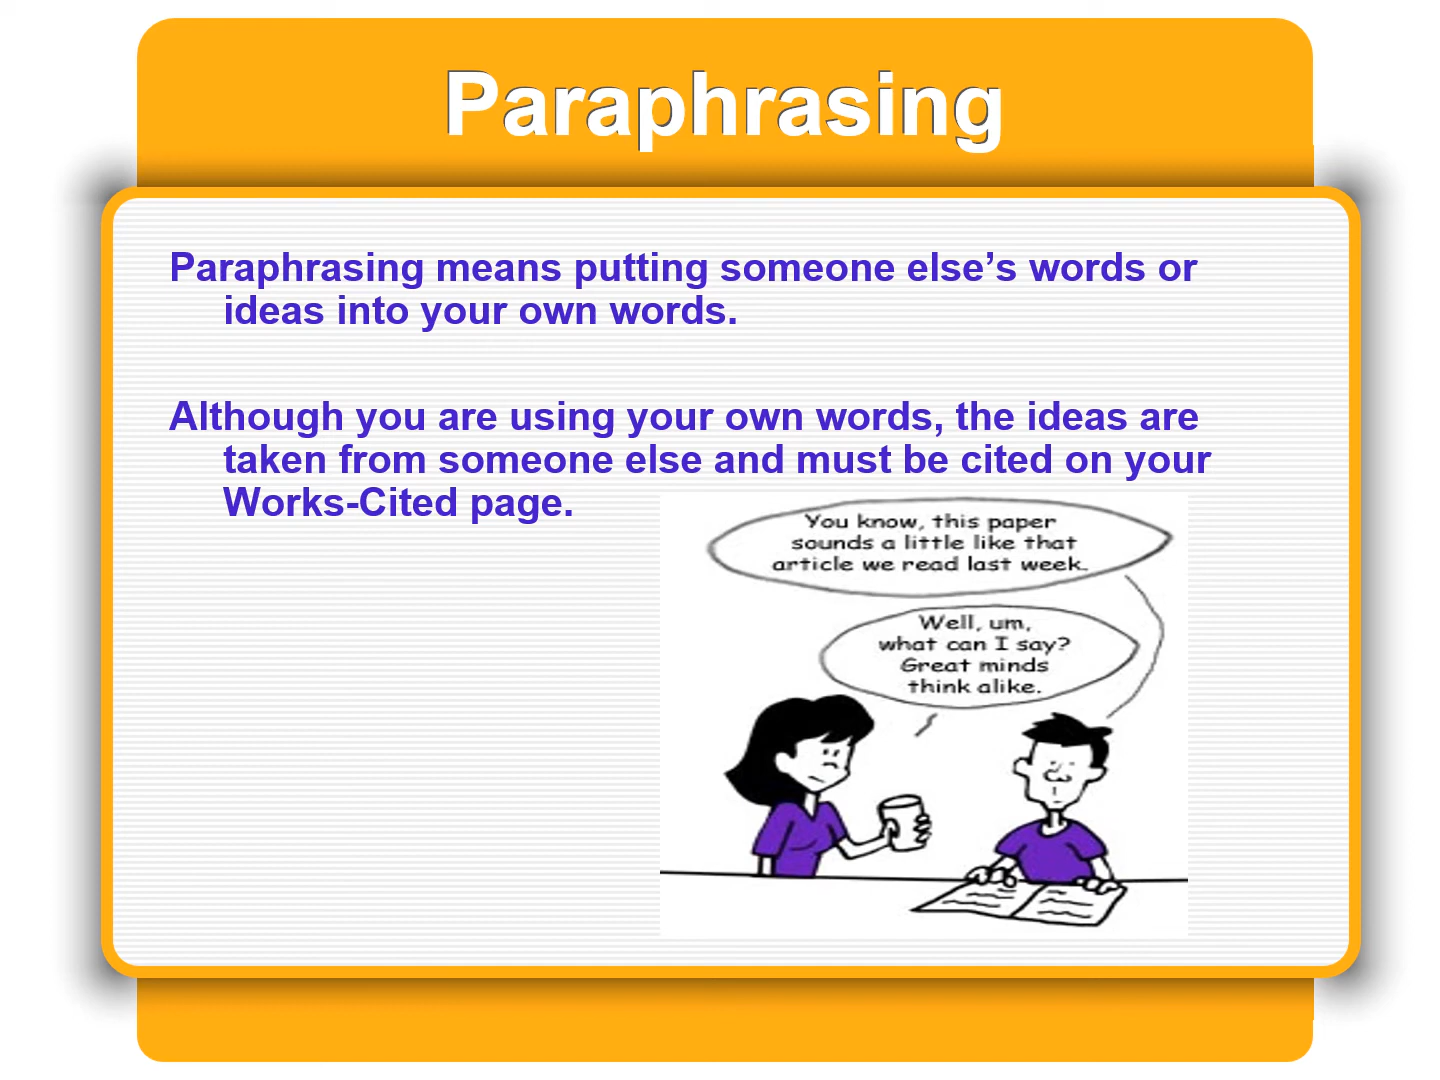 Paraphrasing
Paraphrasing means putting someone else’s words or
ideas into your own words.
Although you are using your own words, the ideas are
taken from someone else and must be cited on your
Works-Cited page.
You know, this paper
sounds a little like that
article we read last week.
Well, um,
what can I say?
Great minds
think alike.